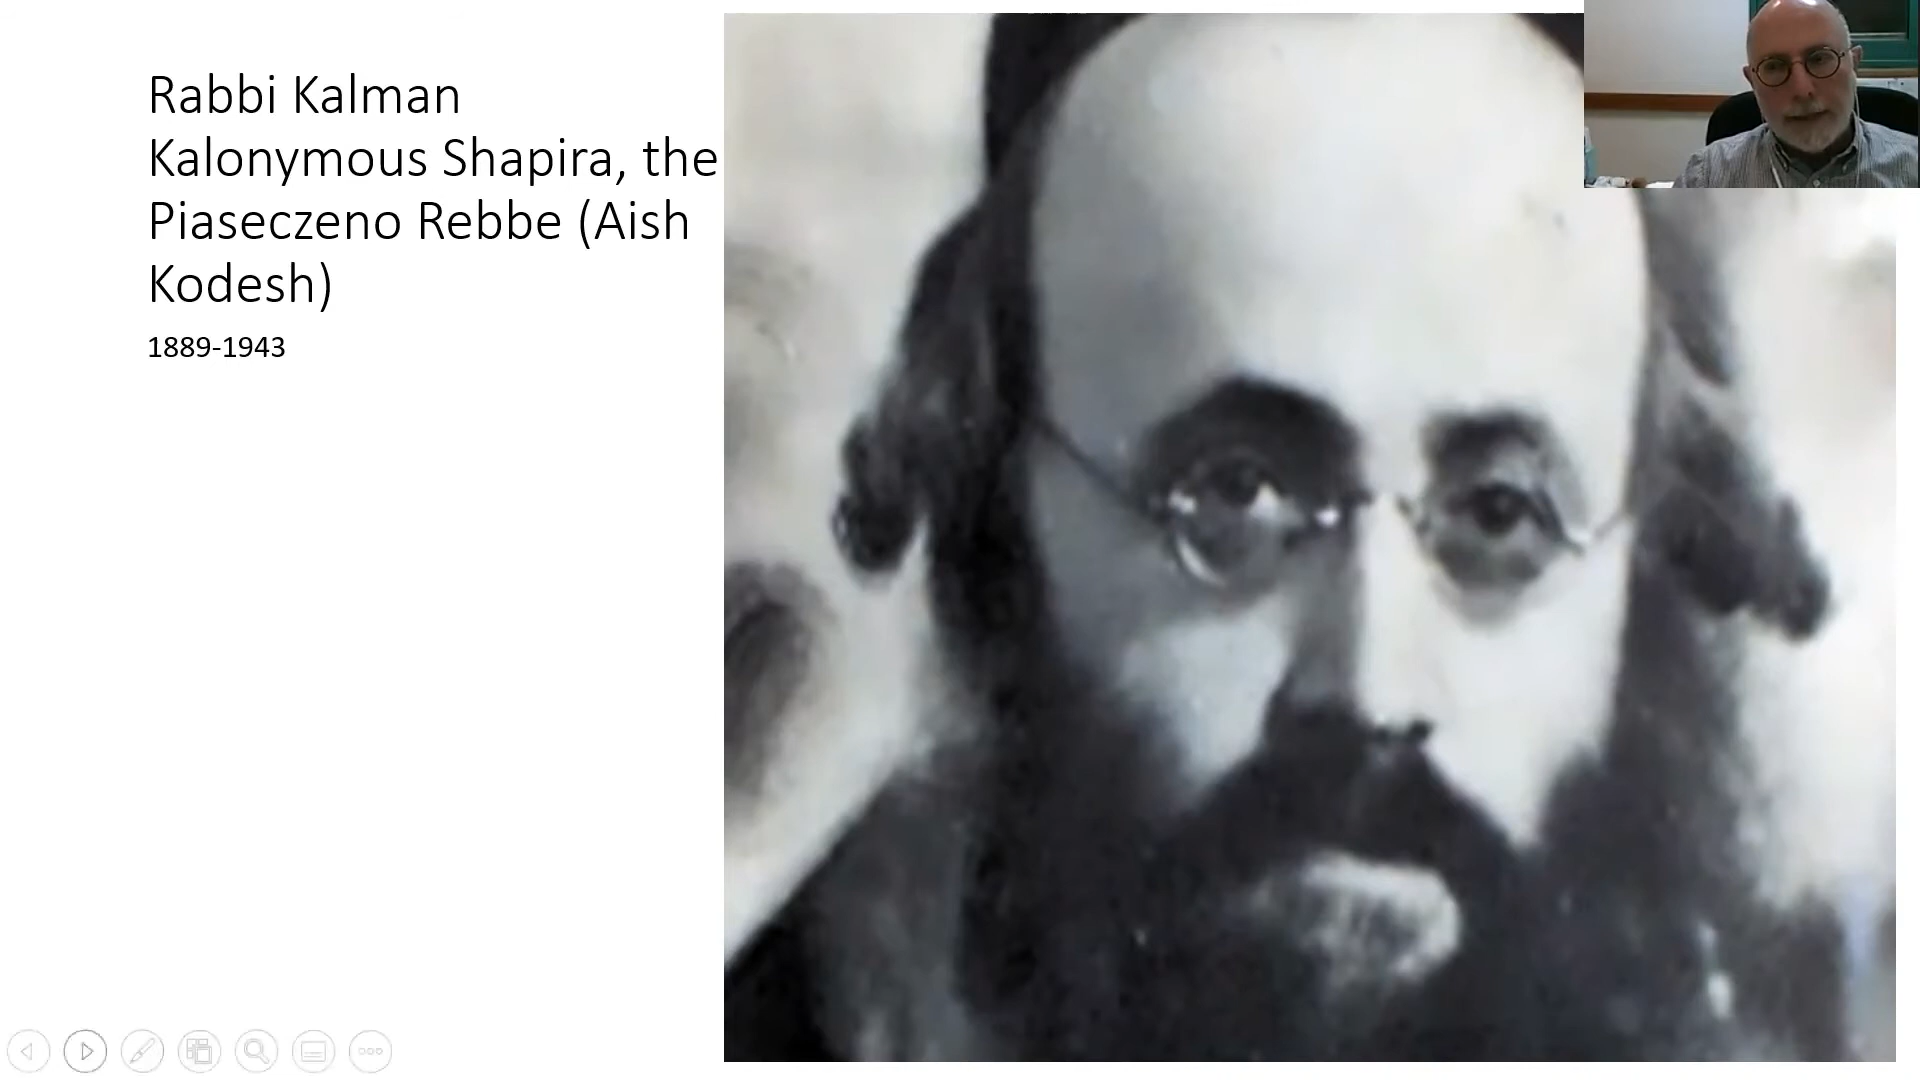 Rabbi Kalman
Kalonymous Shapira, the
Piaseczeno Rebbe (Aish
Kodesh)
1889-1943